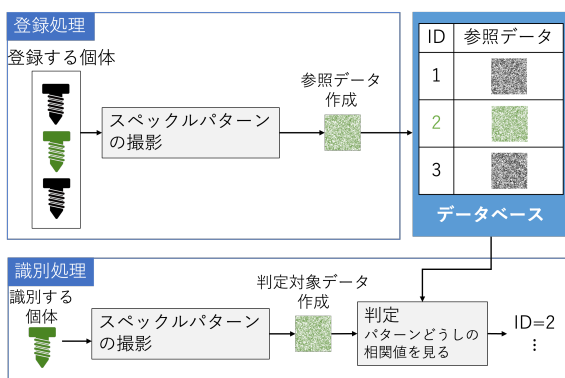 登録処理
登録する個体
スペックルパターン
の撮影
参照データ
作成
ID 参照データ
1
2
3
データベース
識別処理
識別する
個体
スペックルパターン
の撮影
判定対象データ
作成
判定
パターンどうしの
相関値を見る
ID=2
⋮